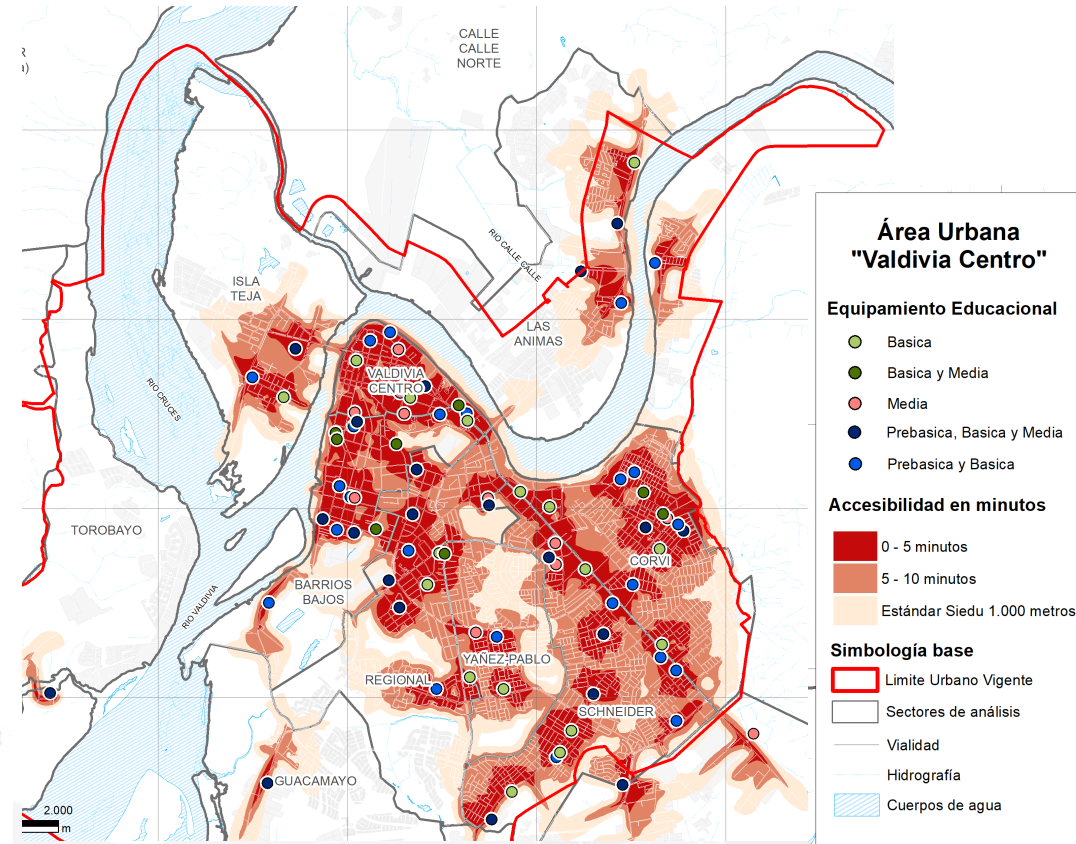 CALLE
CALLE
NORTE
RIO CALLE CALLE
ISLA
TEJA
LAS
ANIMAS
VALDIVIA
CENTRO
RIO CRUCES
TOROBAYO
CORVI
BARRIOS
BAJOS
RIO VALDIVIA
YAÑEZ-PABLO
REGIONAL
SCHNEIDER
GUACAMAYO
2.000
m
Área Urbana
"Valdivia Centro"
Equipamiento Educacional
Basica
Basica y Media
Media
Prebasica, Basica y Media
Prebasica y Basica
Accesibilidad en minutos
0 - 5 minutos
5 - 10 minutos
Estándar Siedu 1.000 metros
Simbología base
Limite Urbano Vigente
Sectores de análisis
Vialidad
Hidrografía
Cuerpos de agua